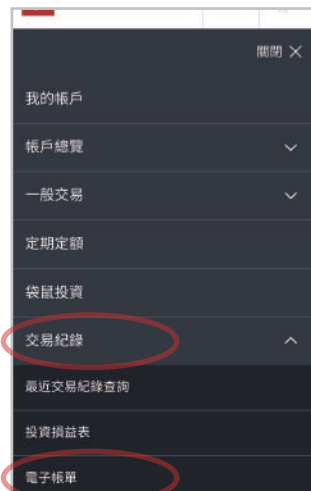 關閉 ×
我的帳戶
帳戶總覽
一般交易
定期定額
袋鼠投資
交易紀錄
最近交易紀錄查詢
投資損益表
電子帳單